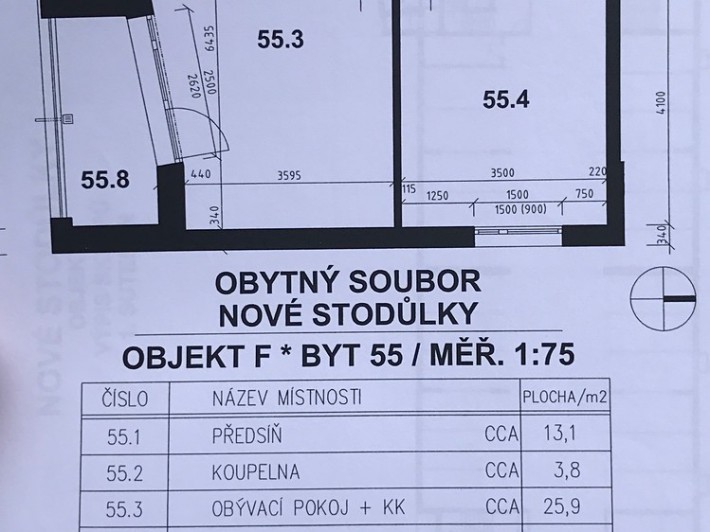 55.3
55.4
55.8
6435
2500
2620
4100
440
3595
3500
220
115
1250
1500
750
1500 (900)
340
340
OBYTNÝ SOUBOR
NOVÉ STODŮLKY
OBJEKT F * BYT 55 / MĚŘ. 1:75
ČÍSLO NÁZEV MÍSTNOSTI PLOCHA/m2
55.1 PŘEDSÍŇ CCA 13,1
55.2 KOUPELNA CCA 3,8
55.3 OBÝVACÍ POKOJ + KK CCA 25,9